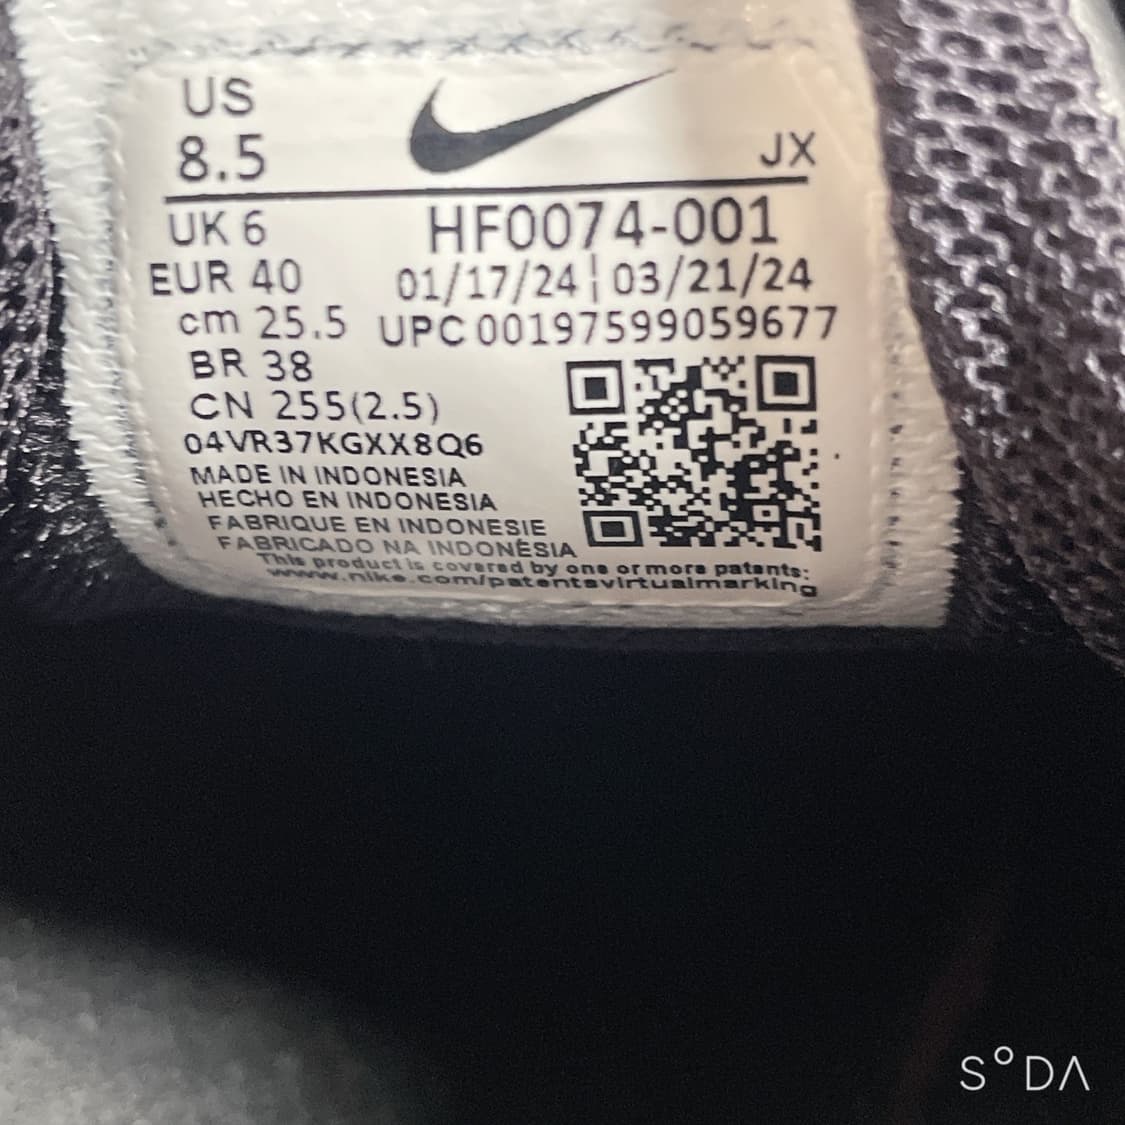 US
8.5
JX
UK 6
HF0074-001
EUR 40
01/17/24 | 03/21/24
cm 25.5
UPC 00197599059677
BR 38
CN 255(2.5)
04VR37KGXX8Q6
MADE IN INDONESIA
HECHO EN INDONESIA
FABRIQUE EN INDONESIE
FABRICADO NA INDONÉSIA
This product is covered by one or more patents:
www.nike.com/patentsvirtualmarking
S°DΛ